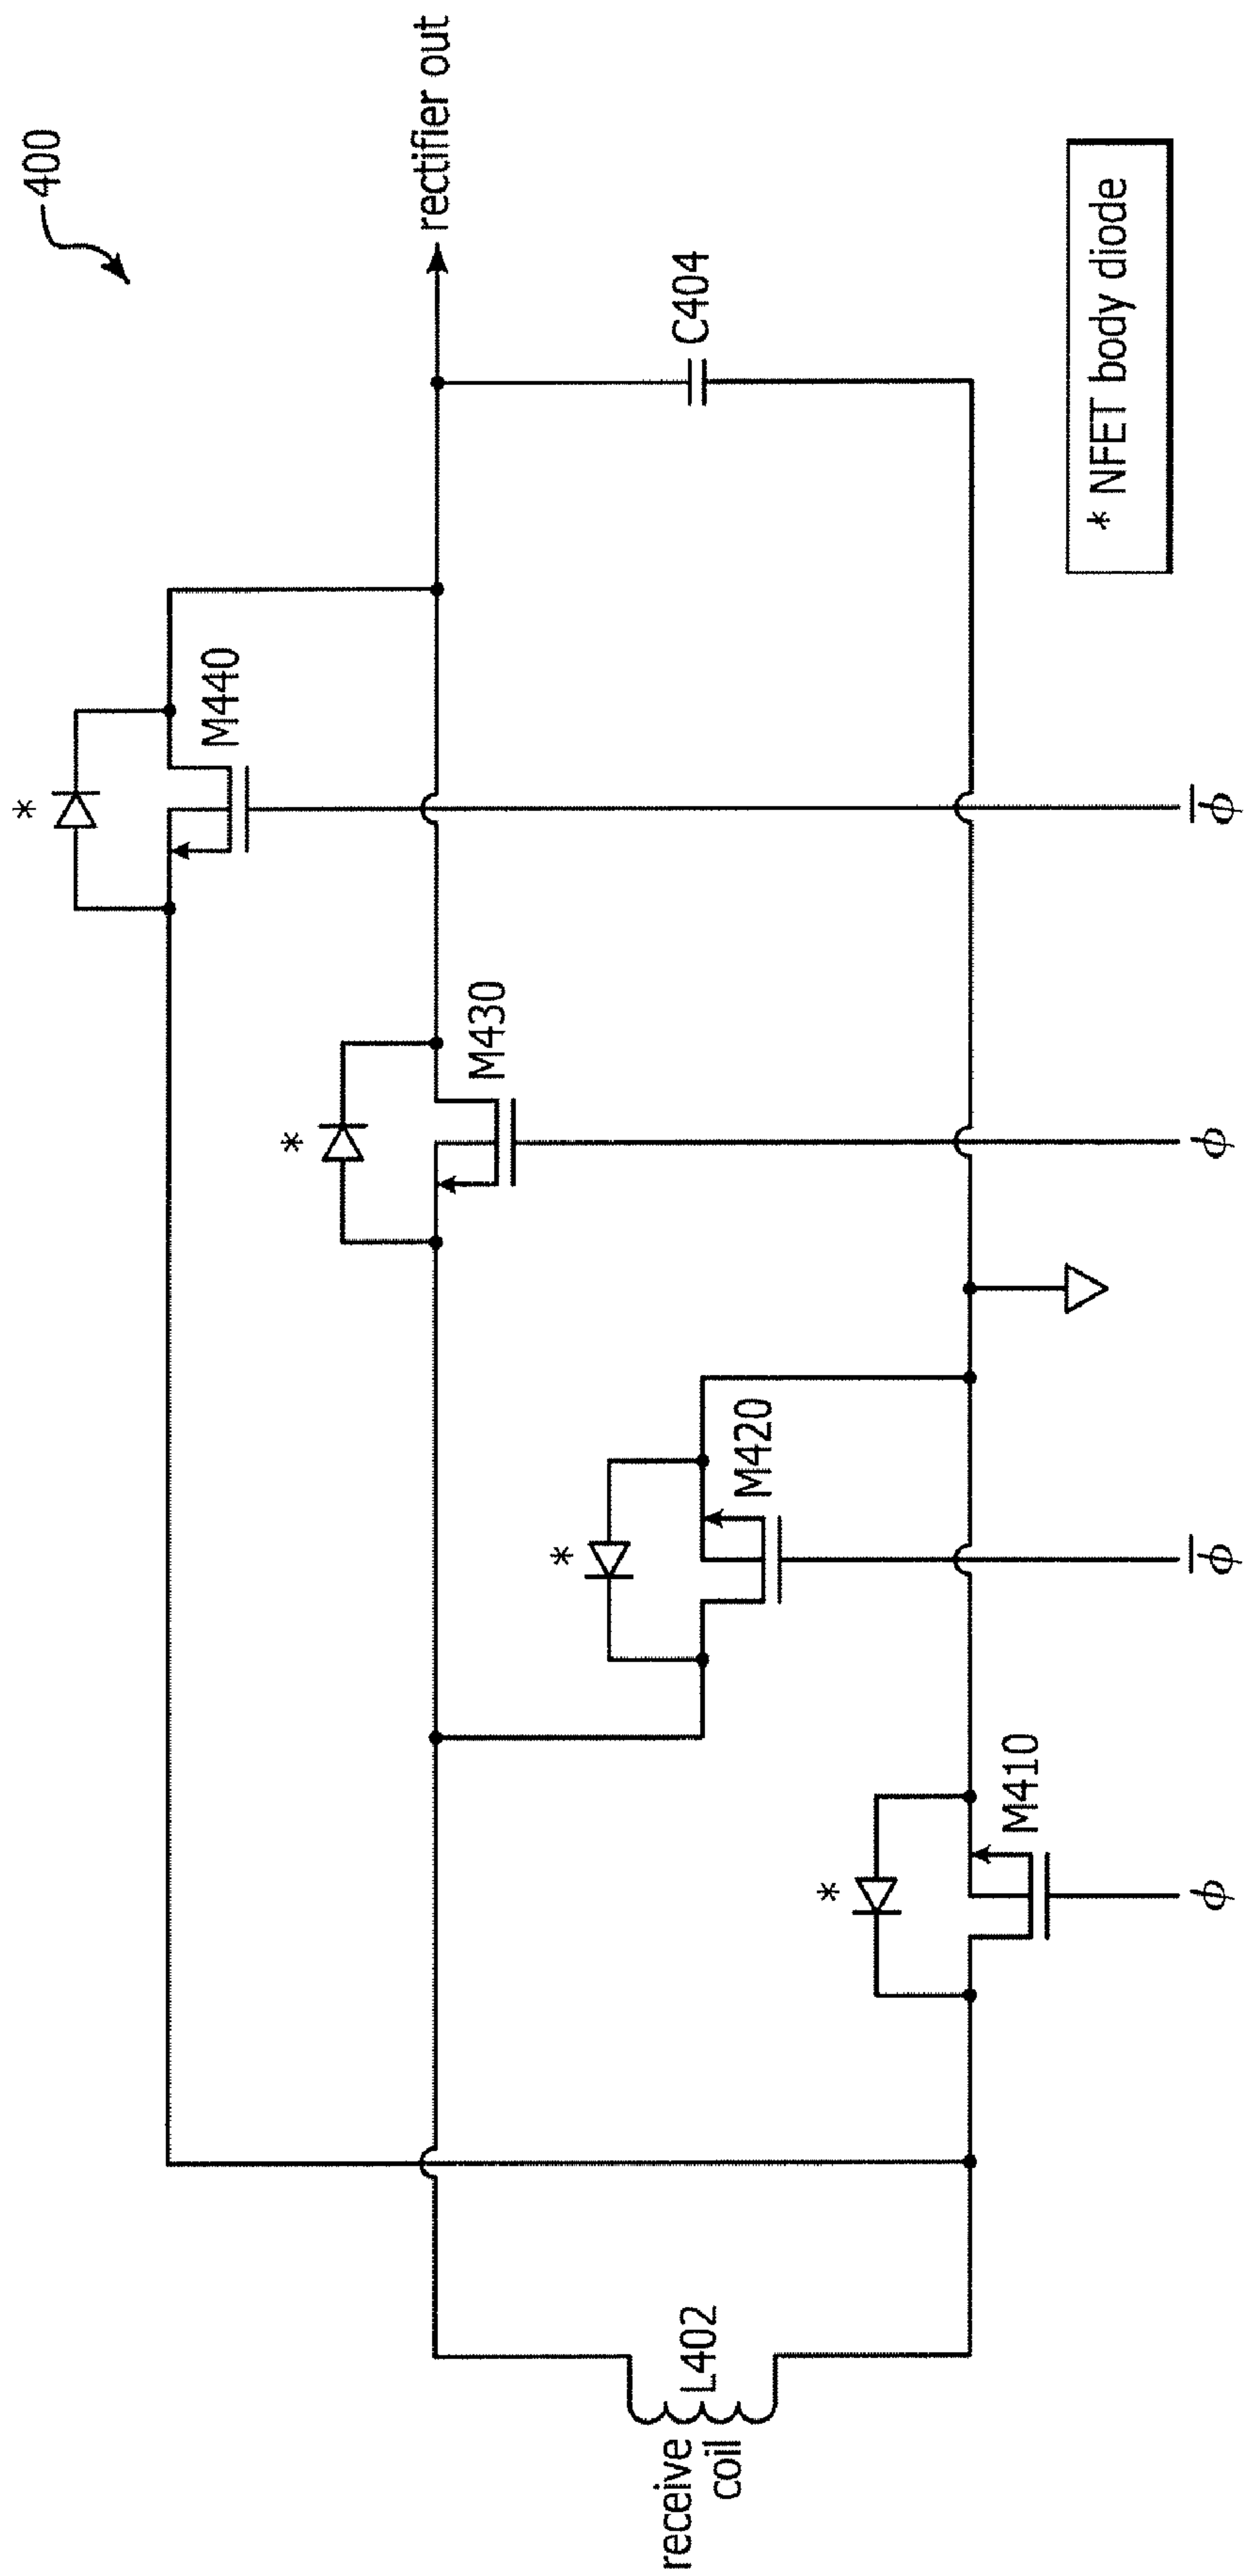 400
rectifier out
*
M440
*
M430
C404
*
M420
*
M410
receive
coil
L402
ϕ
ϕ̅
ϕ
ϕ̅
* NFET body diode